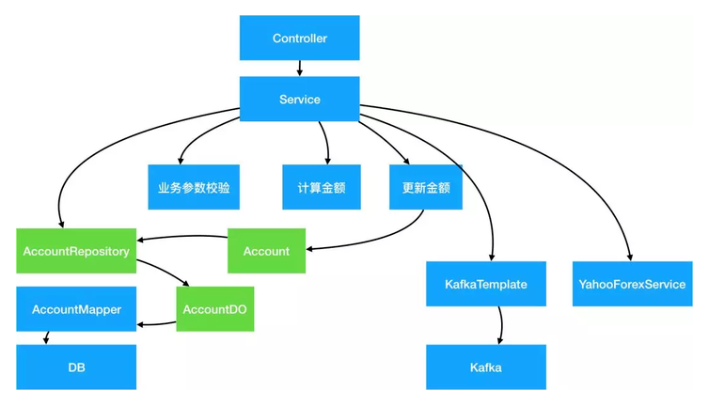 Controller
Service
业务参数校验
计算金额
更新金额
AccountRepository
Account
KafkaTemplate
YahooForexService
AccountMapper
AccountDO
DB
Kafka